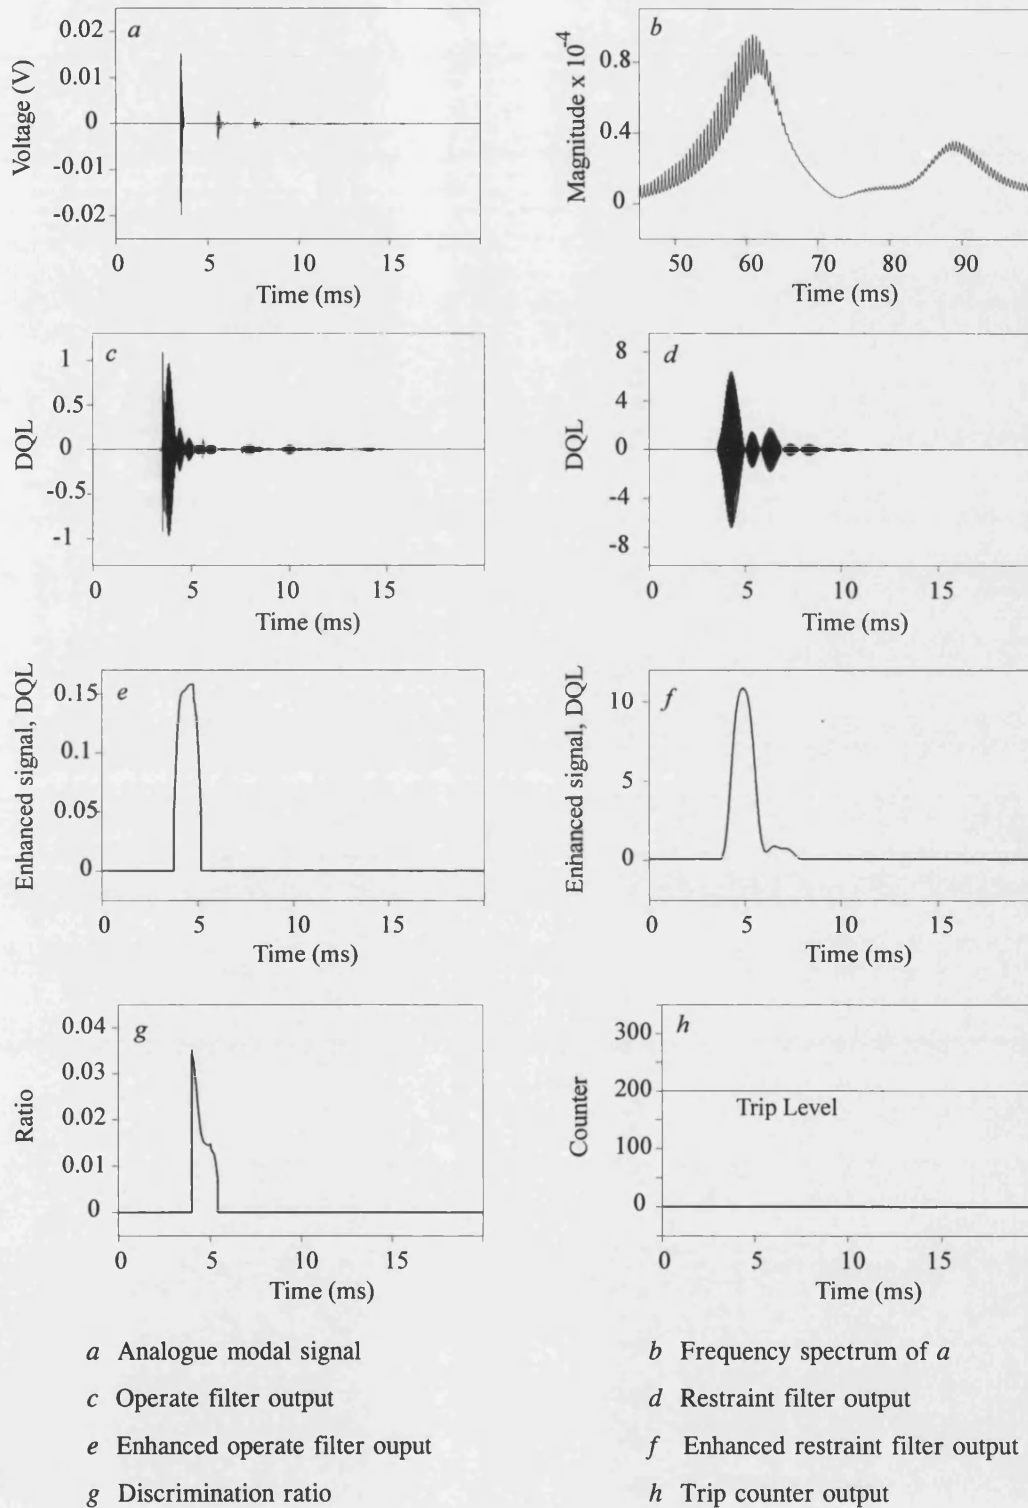 a
0.02
0.01
0
-0.01
-0.02
Voltage (V)
0 5 10 15
Time (ms)
b
Magnitude x 10-4
0.8
0.4
0
50 60 70 80 90
Time (ms)
c
1
0.5
0
-0.5
-1
DQL
0 5 10 15
Time (ms)
d
8
4
0
-4
-8
DQL
0 5 10 15
Time (ms)
e
0.15
0.1
0.05
0
Enhanced signal, DQL
0 5 10 15
Time (ms)
f
10
5
0
Enhanced signal, DQL
0 5 10 15
Time (ms)
g
0.04
0.03
0.02
0.01
0
Ratio
0 5 10 15
Time (ms)
h
300
200
100
0
Counter
Trip Level
0 5 10 15
Time (ms)
a Analogue modal signal
b Frequency spectrum of a
c Operate filter output
d Restraint filter output
e Enhanced operate filter ouput
f Enhanced restraint filter output
g Discrimination ratio
h Trip counter output